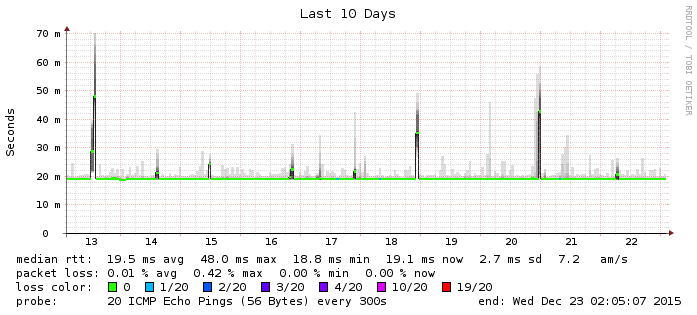 Last 10 Days
RRDTOOL / TOBI OETIKER
Seconds
70 m
60 m
50 m
40 m
30 m
20 m
10 m
0
13 14 15 16 17 18 19 20 21 22
median rtt: 19.5 ms avg 48.0 ms max 18.8 ms min 19.1 ms now 2.7 ms sd 7.2 am/s
packet loss: 0.01 % avg 0.42 % max 0.00 % min 0.00 % now
loss color: 0 1/20 2/20 3/20 4/20 10/20 19/20
probe: 20 ICMP Echo Pings (56 Bytes) every 300s end: Wed Dec 23 02:05:07 2015